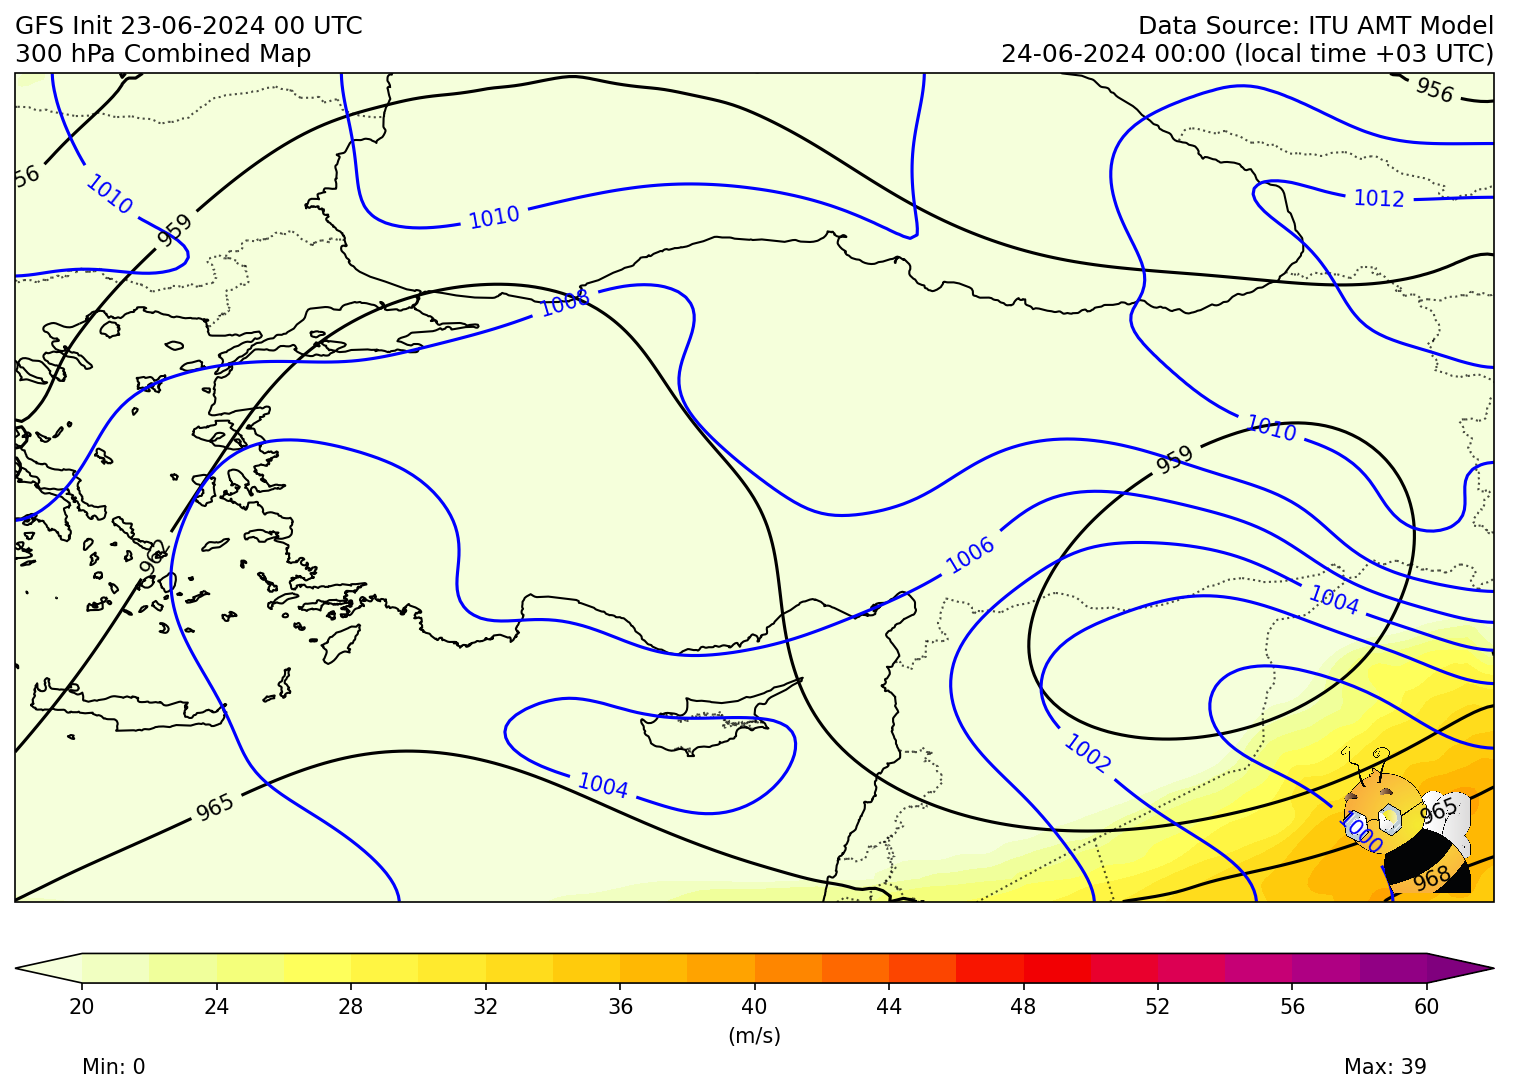 GFS Init 23-06-2024 00 UTC
300 hPa Combined Map
Data Source: ITU AMT Model
24-06-2024 00:00 (local time +03 UTC)
956
56
1010
959
1010
1012
1008
1010
959
96
1006
1004
1002
1004
965
965
1000
968
20 24 28 32 36 40 44 48 52 56 60
(m/s)
Min: 0
Max: 39